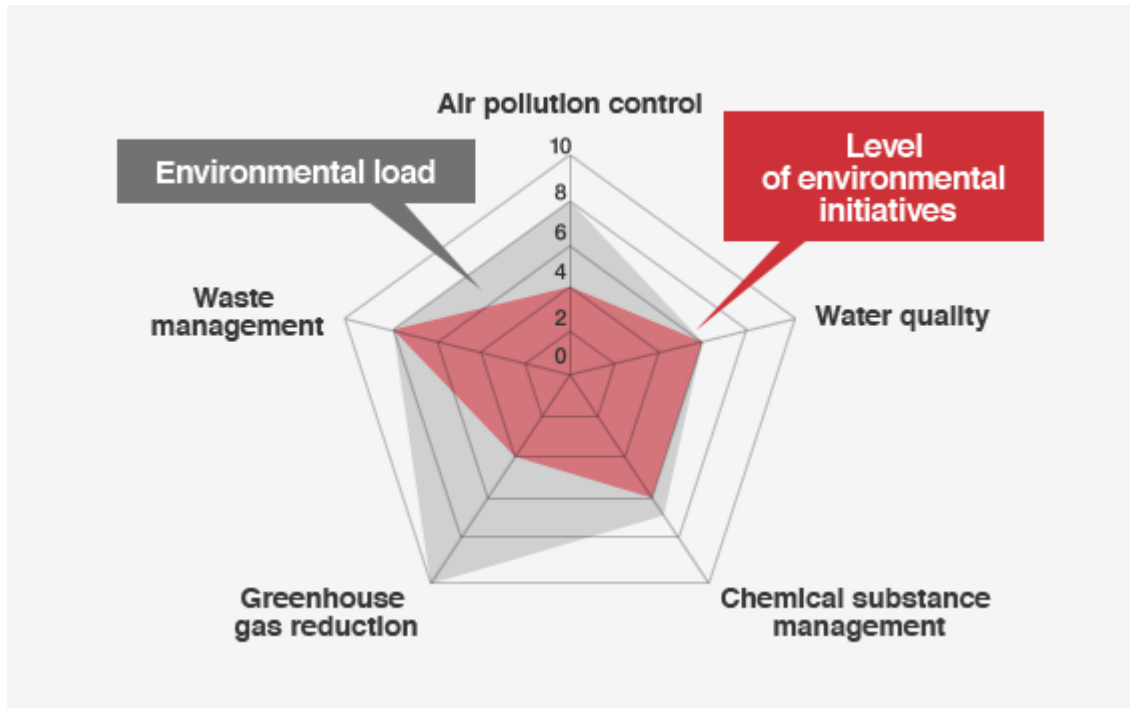 Air pollution control
Environmental load
Level
of environmental
initiatives
10
8
6
4
2
0
Waste
management
Water quality
Greenhouse
gas reduction
Chemical substance
management